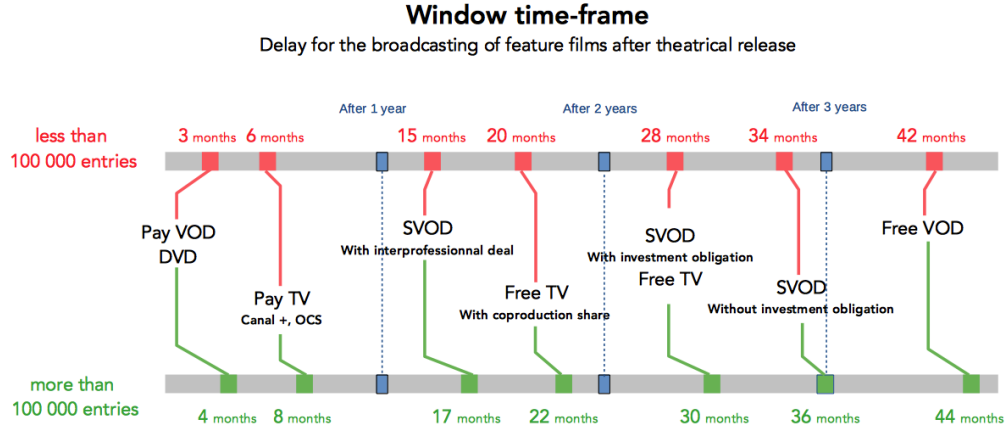 Window time-frame
Delay for the broadcasting of feature films after theatrical release
After 1 year
After 2 years
After 3 years
less than
100 000 entries
3 months
6 months
15 months
20 months
28 months
34 months
42 months
Pay VOD
DVD
Pay TV
Canal +, OCS
SVOD
With interprofessionnal deal
Free TV
With coproduction share
SVOD
With investment obligation
Free TV
SVOD
Without investment obligation
Free VOD
more than
100 000 entries
4 months
8 months
17 months
22 months
30 months
36 months
44 months